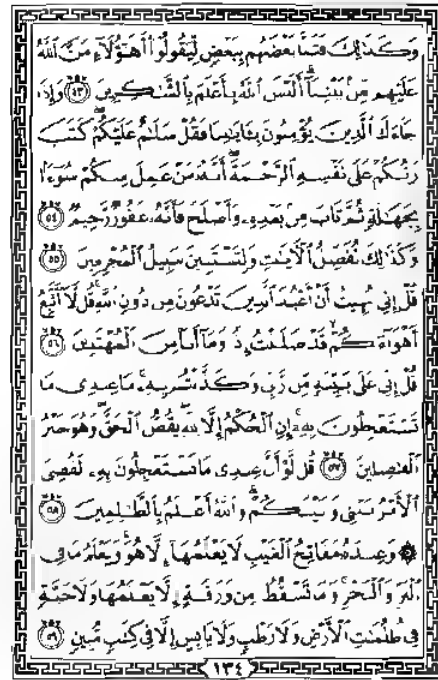 وَكَذَٰلِكَ فَتَنَّا بَعْضَهُم بِبَعْضٍ لِّيَقُولُوٓا۟ أَهَٰٓؤُلَآءِ مَنَّ ٱللَّهُ
عَلَيْهِم مِّنۢ بَيْنِنَآ أَلَيْسَ ٱللَّهُ بِأَعْلَمَ بِٱلشَّٰكِرِينَ ٥٣ وَإِذَا
جَآءَكَ ٱلَّذِينَ يُؤْمِنُونَ بِـَٔايَٰتِنَا فَقُلْ سَلَٰمٌ عَلَيْكُمْ كَتَبَ
رَبُّكُمْ عَلَىٰ نَفْسِهِ ٱلرَّحْمَةَ أَنَّهُۥ مَنْ عَمِلَ مِنكُمْ سُوٓءًۢا
بِجَهَٰلَةٍ ثُمَّ تَابَ مِنۢ بَعْدِهِۦ وَأَصْلَحَ فَأَنَّهُۥ غَفُورٌ رَّحِيمٌ ٥٤
وَكَذَٰلِكَ نُفَصِّلُ ٱلْـَٔايَٰتِ وَلِتَسْتَبِينَ سَبِيلُ ٱلْمُجْرِمِينَ ٥٥
قُلْ إِنِّى نُهِيتُ أَنْ أَعْبُدَ ٱلَّذِينَ تَدْعُونَ مِن دُونِ ٱللَّهِ قُل لَّآ أَتَّبِعُ
أَهْوَآءَكُمْ قَدْ ضَلَلْتُ إِذًا وَمَآ أَنَا۠ مِنَ ٱلْمُهْتَدِينَ ٥٦
قُلْ إِنِّى عَلَىٰ بَيِّنَةٍ مِّن رَّبِّى وَكَذَّبْتُم بِهِۦ مَا عِندِى مَا
تَسْتَعْجِلُونَ بِهِۦٓ إِنِ ٱلْحُكْمُ إِلَّا لِلَّهِ يَقُصُّ ٱلْحَقَّ وَهُوَ خَيْرُ
ٱلْفَٰصِلِينَ ٥٧ قُل لَّوْ أَنَّ عِندِى مَا تَسْتَعْجِلُونَ بِهِۦ لَقُضِىَ
ٱلْأَمْرُ بَيْنِى وَبَيْنَكُمْ وَٱللَّهُ أَعْلَمُ بِٱلظَّٰلِمِينَ ٥٨
۞ وَعِندَهُۥ مَفَاتِحُ ٱلْغَيْبِ لَا يَعْلَمُهَآ إِلَّا هُوَ وَيَعْلَمُ مَا فِى
ٱلْبَرِّ وَٱلْبَحْرِ وَمَا تَسْقُطُ مِن وَرَقَةٍ إِلَّا يَعْلَمُهَا وَلَا حَبَّةٍ
فِى ظُلُمَٰتِ ٱلْأَرْضِ وَلَا رَطْبٍ وَلَا يَابِسٍ إِلَّا فِى كِتَٰبٍ مُّبِينٍ ٥٩
١٣٤